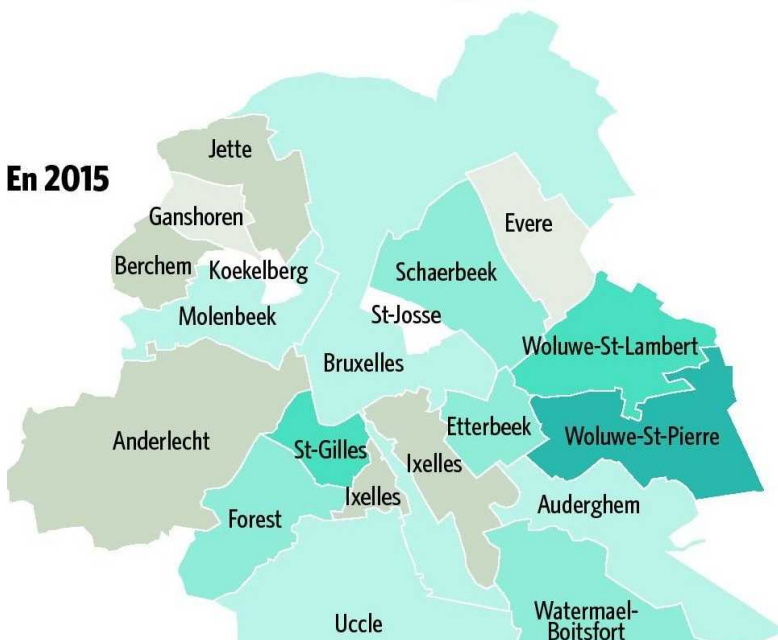 En 2015
Jette
Ganshoren
Evere
Berchem
Koekelberg
Schaerbeek
Molenbeek
St-Josse
Bruxelles
Woluwe-St-Lambert
Anderlecht
St-Gilles
Etterbeek
Woluwe-St-Pierre
Ixelles
Ixelles
Auderghem
Forest
Uccle
Watermael-
Boitsfort